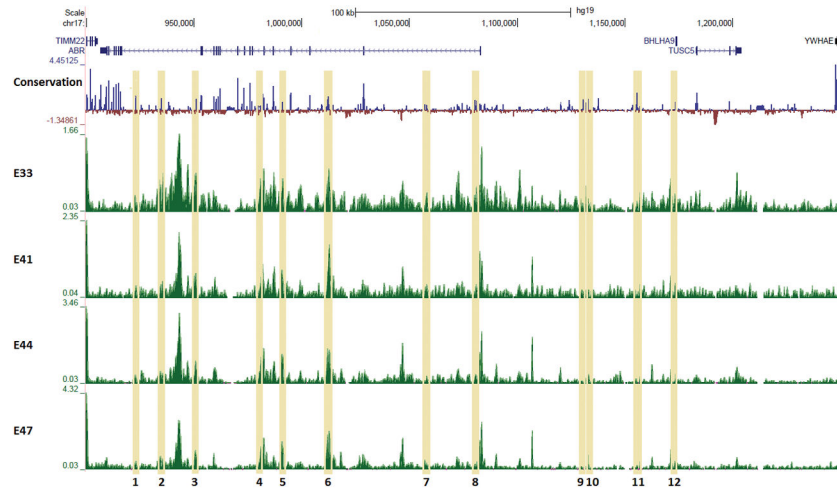 Scale 100 kb hg19
chr17: 950,000 1,000,000 1,050,000 1,100,000 1,150,000 1,200,000
TIMM22 BHLHA9 YWHAE
ABR TUSC5
4.45125
Conservation
-1.34861
1.66
E33
0.03
2.35
E41
0.04
3.46
E44
0.03
4.32
E47
0.03
1 2 3 4 5 6 7 8 9 10 11 12